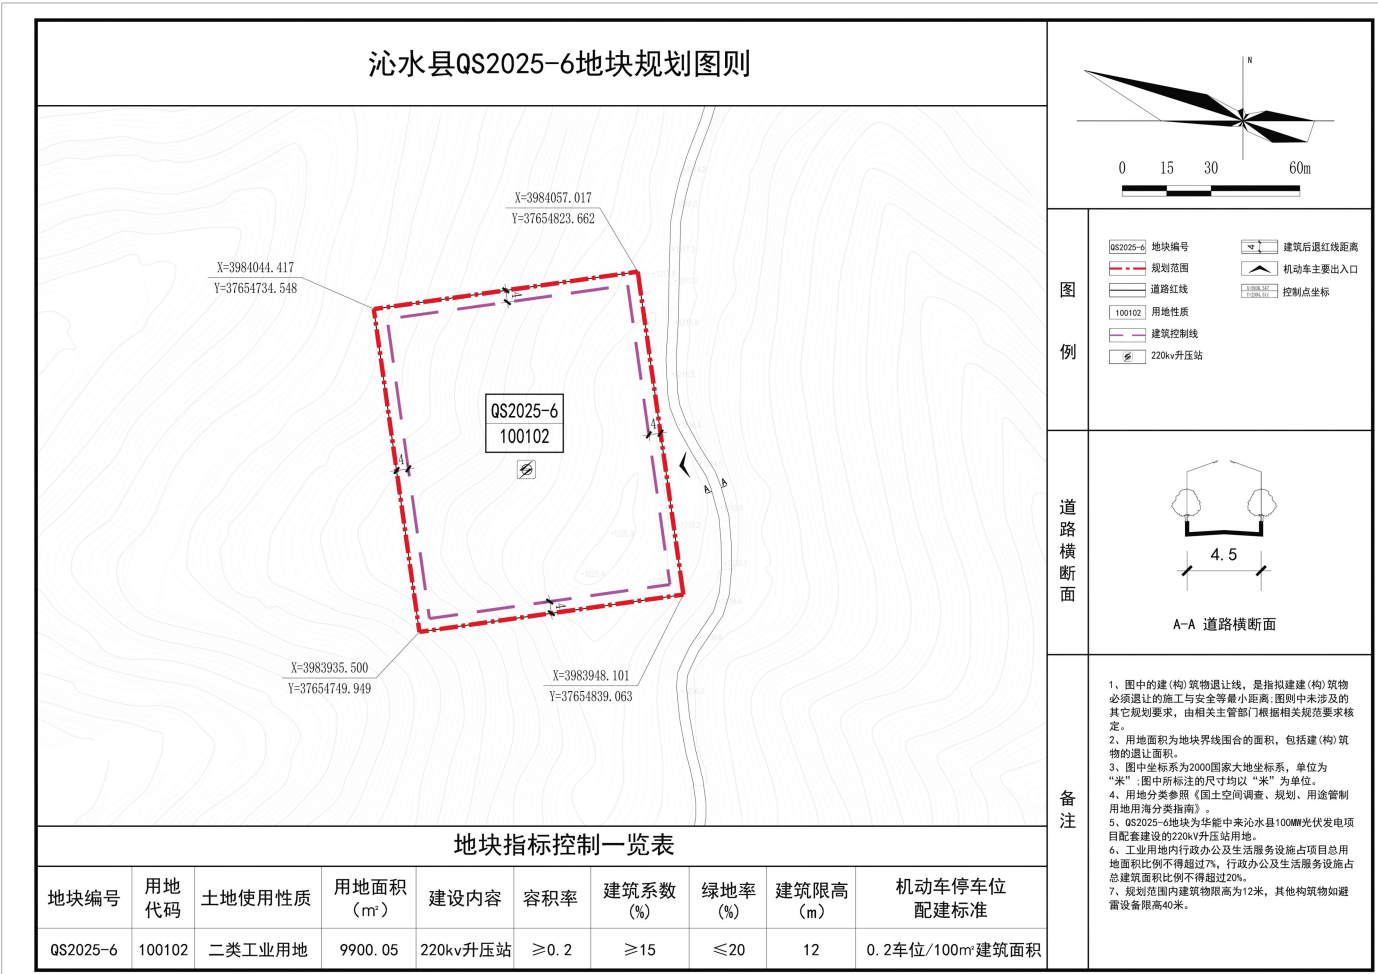 沁水县QS2025-6地块规划图则
N
0 15 30 60m
X=3984057.017
Y=37654823.662
X=3984044.417
Y=37654734.548
4
4
4
4
QS2025-6
100102
A A
X=3983935.500
Y=37654749.949
X=3983948.101
Y=37654839.063
图例
QS2025-6 地块编号
规划范围
道路红线
100102 用地性质
建筑控制线
220kv升压站
4 建筑后退红线距离
机动车主要出入口
控制点坐标
道路横断面
4.5
A-A 道路横断面
备注
1、图中的建(构)筑物退让线，是指拟建建(构)筑物
必须退让的施工与安全等最小距离;图则中未涉及的
其它规划要求，由相关主管部门根据相关规范要求核
定。
2、用地面积为地块界线围合的面积，包括建(构)筑
物的退让面积。
3、图中坐标系为2000国家大地坐标系，单位为
“米”;图中所标注的尺寸均以“米”为单位。
4、用地分类参照《国土空间调查、规划、用途管制
用地用海分类指南》。
5、QS2025-6地块为华能中来沁水县100MW光伏发电项
目配套建设的220kV升压站用地。
6、工业用地内行政办公及生活服务设施占项目总用
地面积比例不得超过7%，行政办公及生活服务设施占
总建筑面积比例不得超过20%。
7、规划范围内建筑物限高为12米，其他构筑物如避
雷设备限高40米。
地块指标控制一览表
地块编号 用地代码 土地使用性质 用地面积(㎡) 建设内容 容积率 建筑系数(%) 绿地率(%) 建筑限高(m) 机动车停车位配建标准
QS2025-6 100102 二类工业用地 9900.05 220kv升压站 ≥0.2 ≥15 ≤20 12 0.2车位/100㎡建筑面积